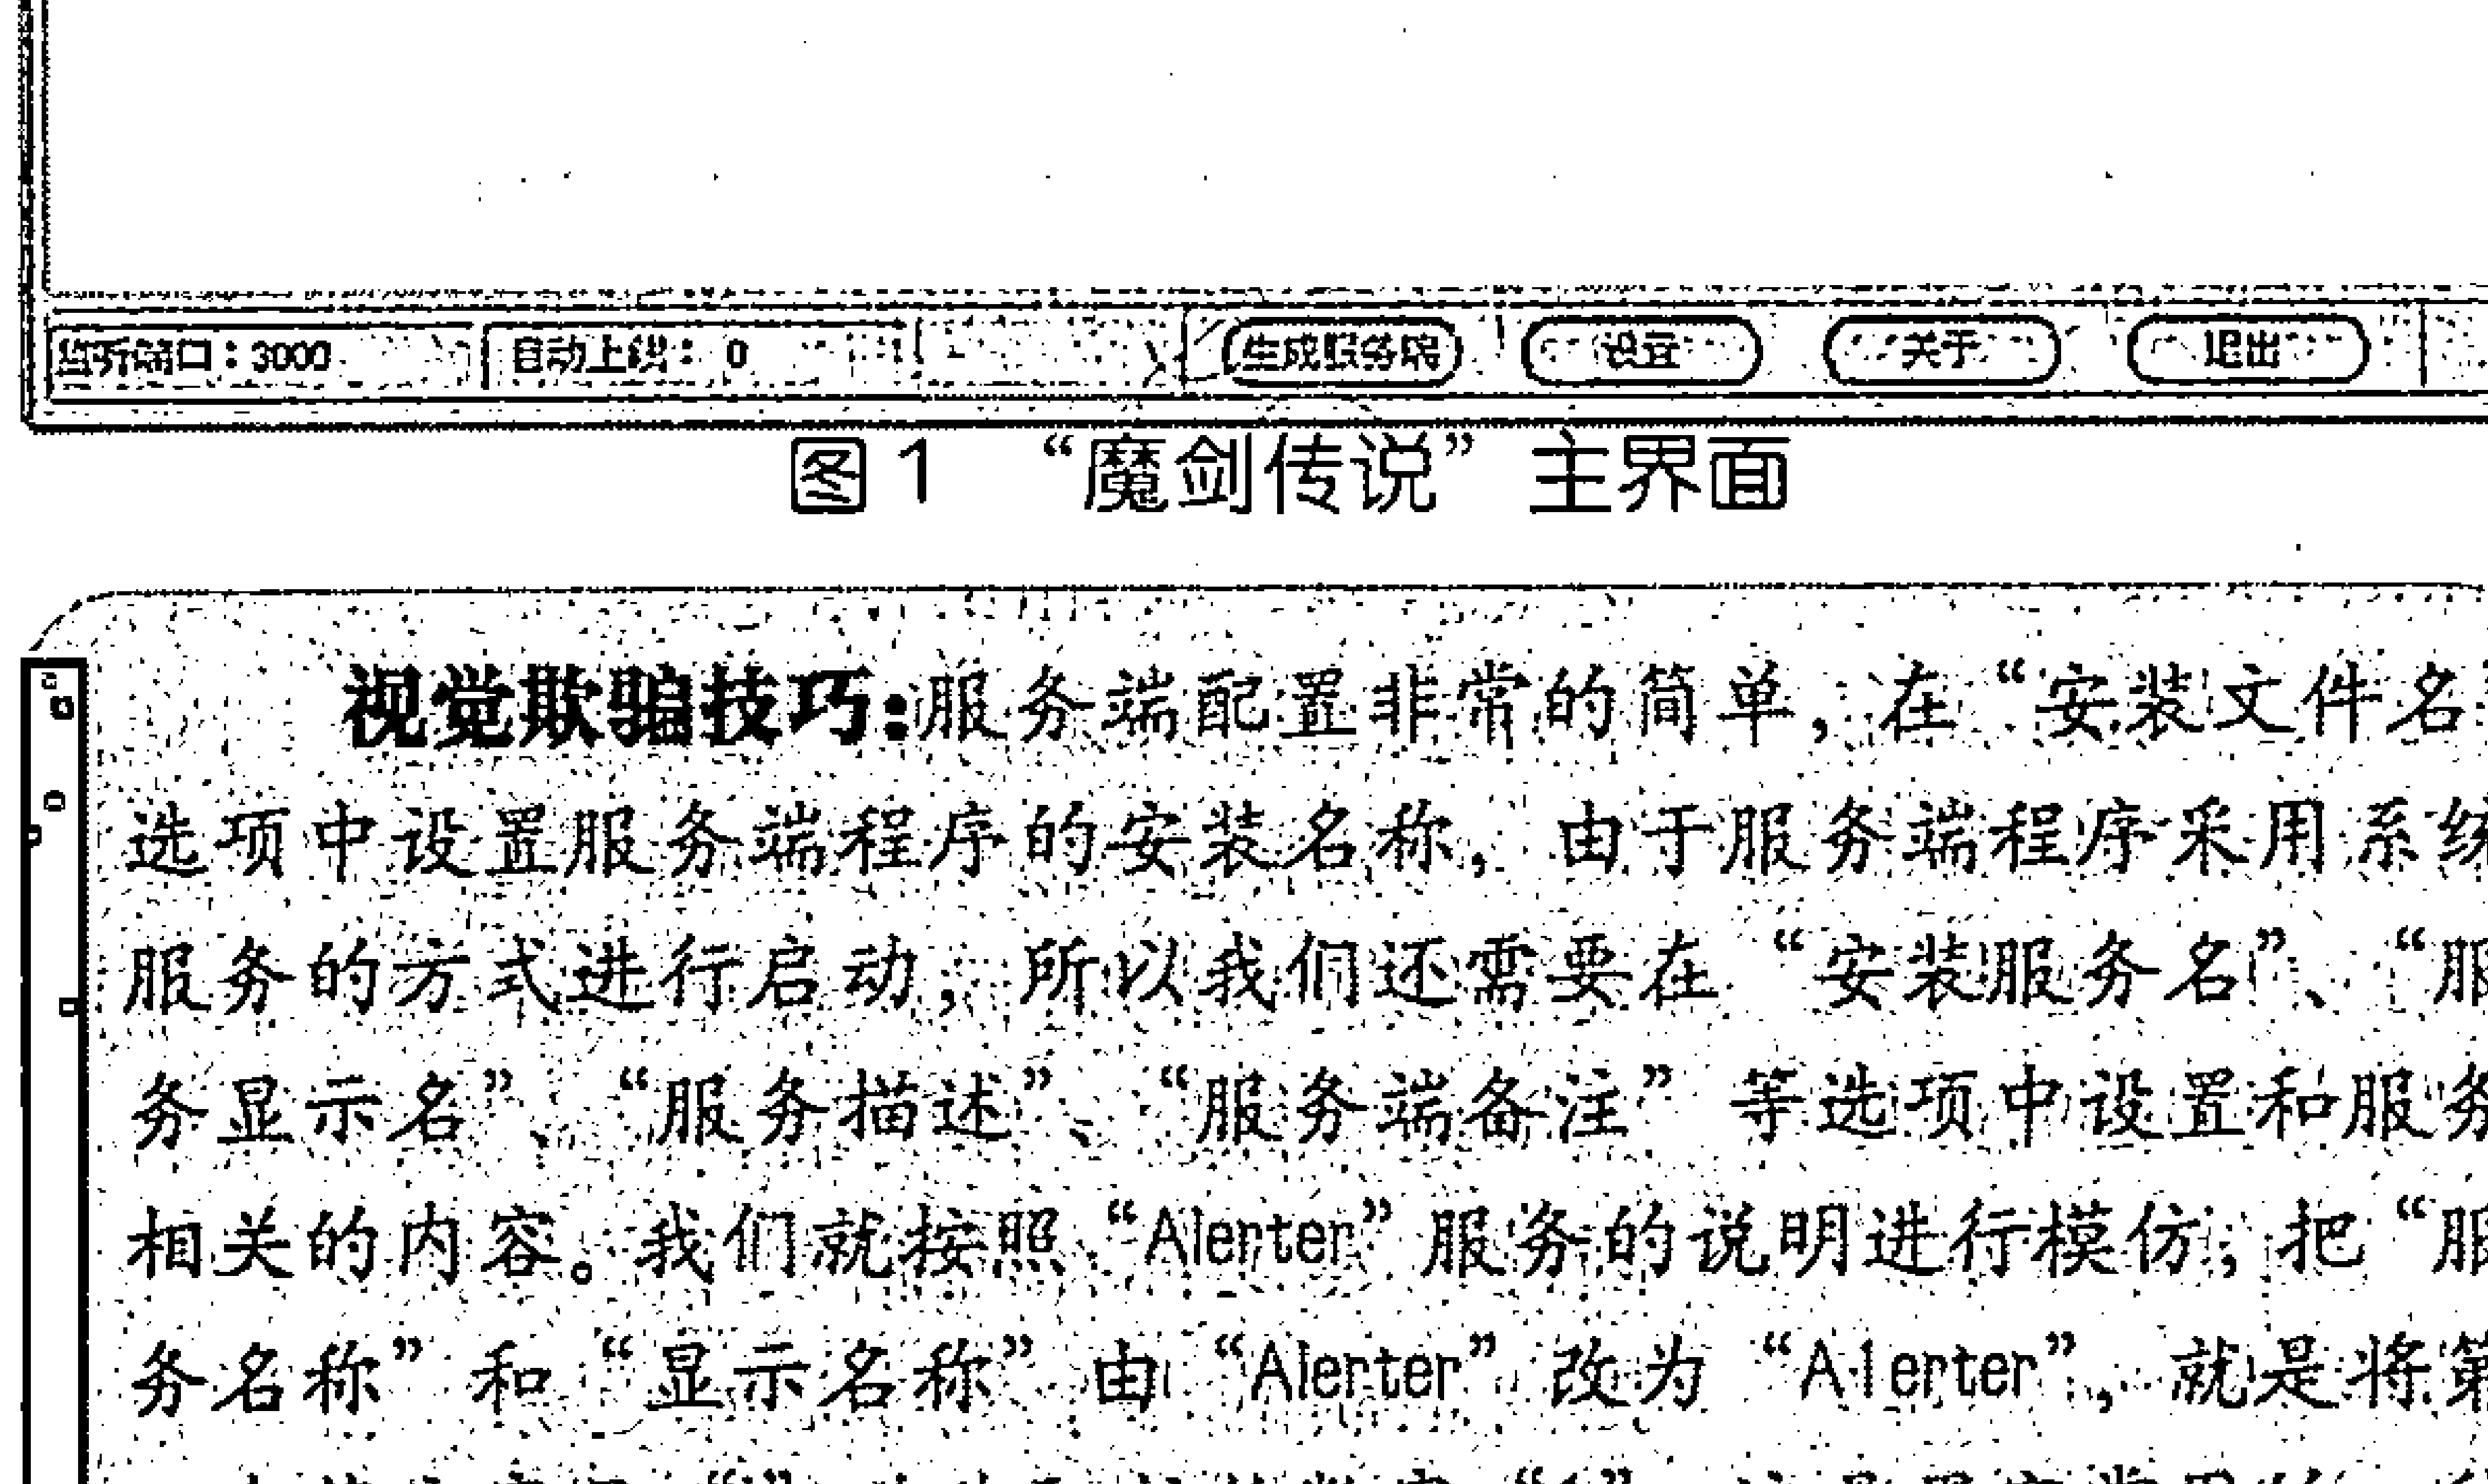 监听端口：3000 自动上线： 0 生成服务端 设置 关于 退出
图1 “魔剑传说”主界面
视觉欺骗技巧:服务端配置非常的简单，在“安装文件名
选项中设置服务端程序的安装名称，由于服务端程序采用系统
服务的方式进行启动，所以我们还需要在“安装服务名”、“服
务显示名”、“服务描述”、“服务端备注”等选项中设置和服务
相关的内容。我们就按照“Alerter”服务的说明进行模仿，把“服
务名称”和“显示名称”由“Alerter”改为“A1erter”，就是将第